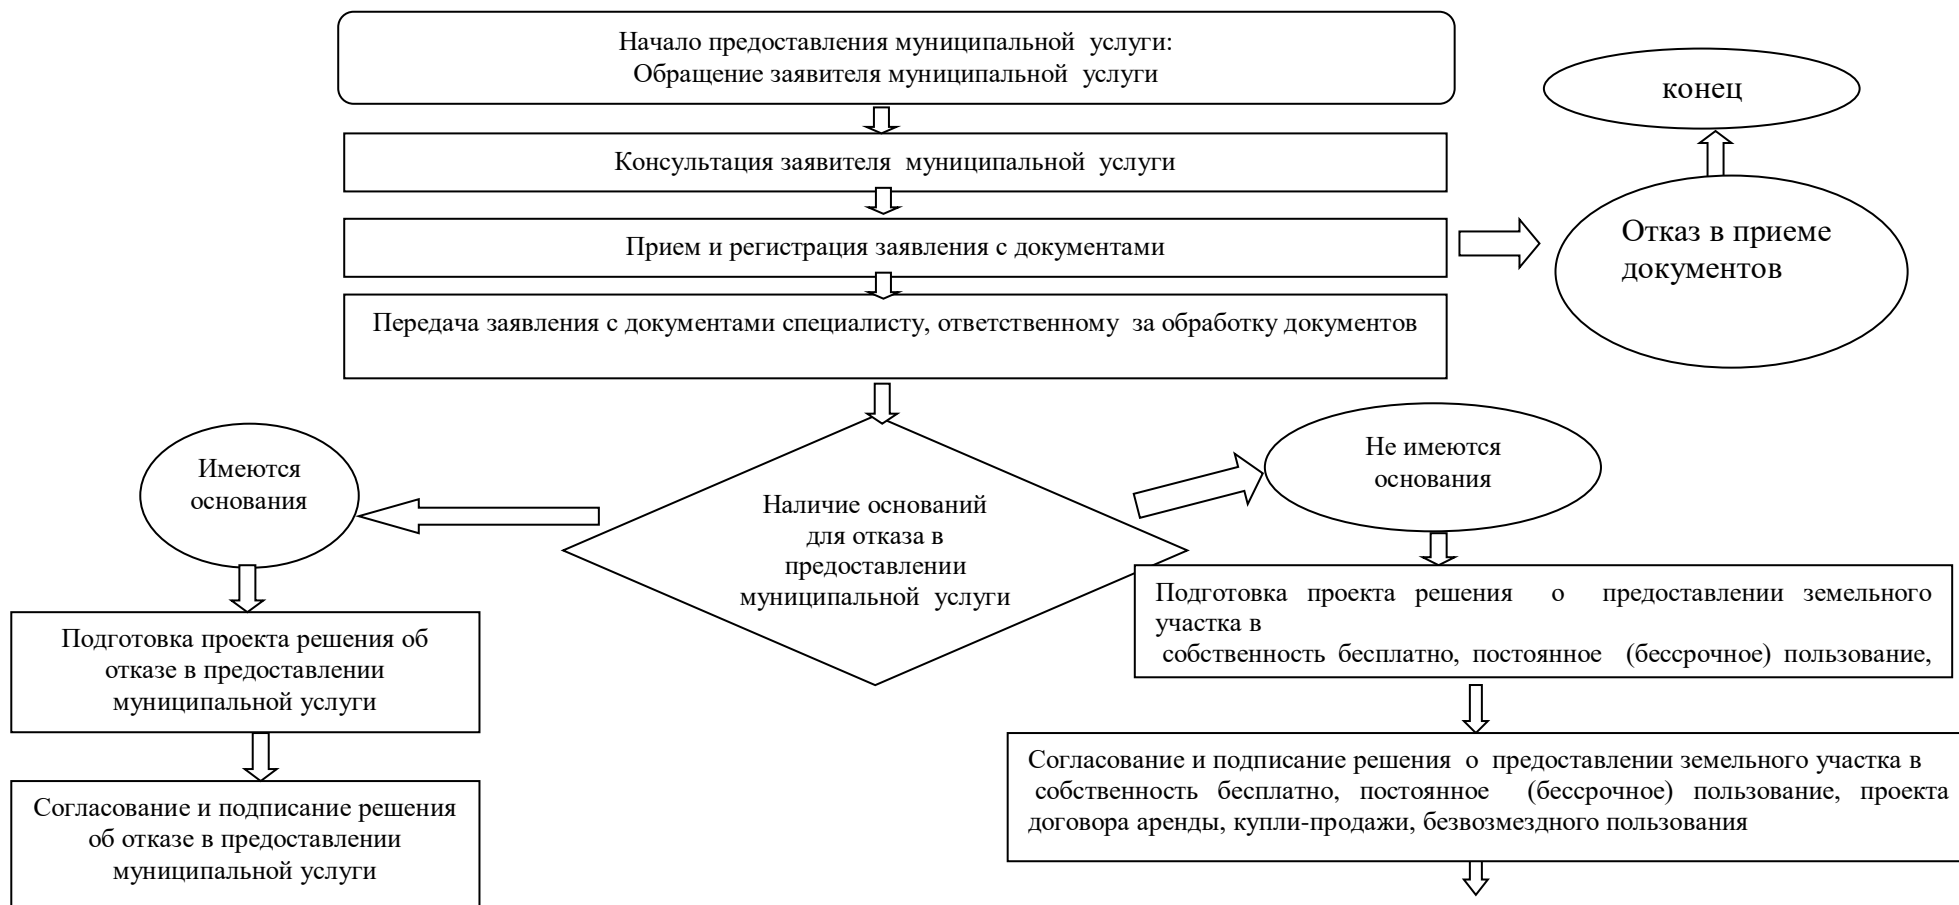 Начало предоставления муниципальной услуги:
Обращение заявителя муниципальной услуги
конец
Консультация заявителя муниципальной услуги
Прием и регистрация заявления с документами
Отказ в приеме
документов
Передача заявления с документами специалисту, ответственному за обработку документов
Имеются
основания
Наличие оснований
для отказа в
предоставлении
муниципальной услуги
Не имеются
основания
Подготовка проекта решения об
отказе в предоставлении
муниципальной услуги
Подготовка проекта решения о предоставлении земельного
участка в
собственность бесплатно, постоянное (бессрочное) пользование,
Согласование и подписание решения
об отказе в предоставлении
муниципальной услуги
Согласование и подписание решения о предоставлении земельного участка в
собственность бесплатно, постоянное (бессрочное) пользование, проекта
договора аренды, купли-продажи, безвозмездного пользования